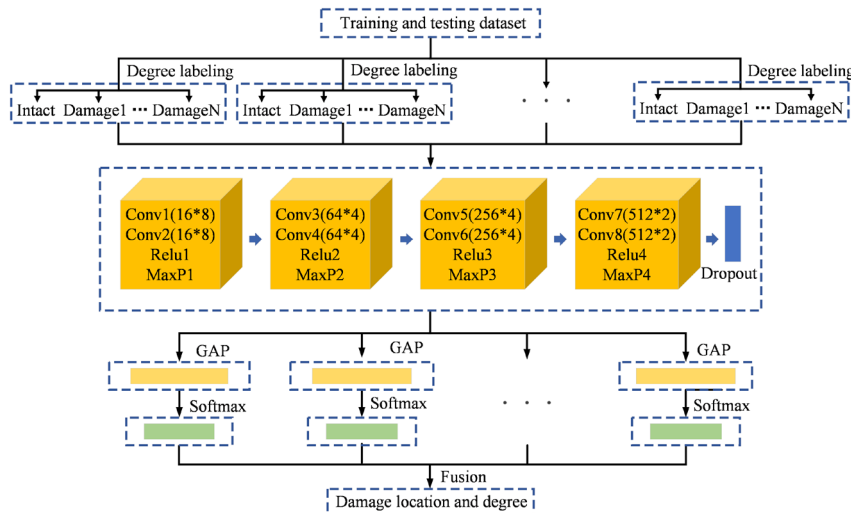 Training and testing dataset
Degree labeling
Degree labeling
Degree labeling
Intact Damage1 ··· DamageN
Intact Damage1 ··· DamageN
· · ·
Intact Damage1 ··· DamageN
Conv1(16*8)
Conv2(16*8)
Relu1
MaxP1
Conv3(64*4)
Conv4(64*4)
Relu2
MaxP2
Conv5(256*4)
Conv6(256*4)
Relu3
MaxP3
Conv7(512*2)
Conv8(512*2)
Relu4
MaxP4
Dropout
GAP
GAP
GAP
Softmax
Softmax
· · ·
Softmax
Fusion
Damage location and degree